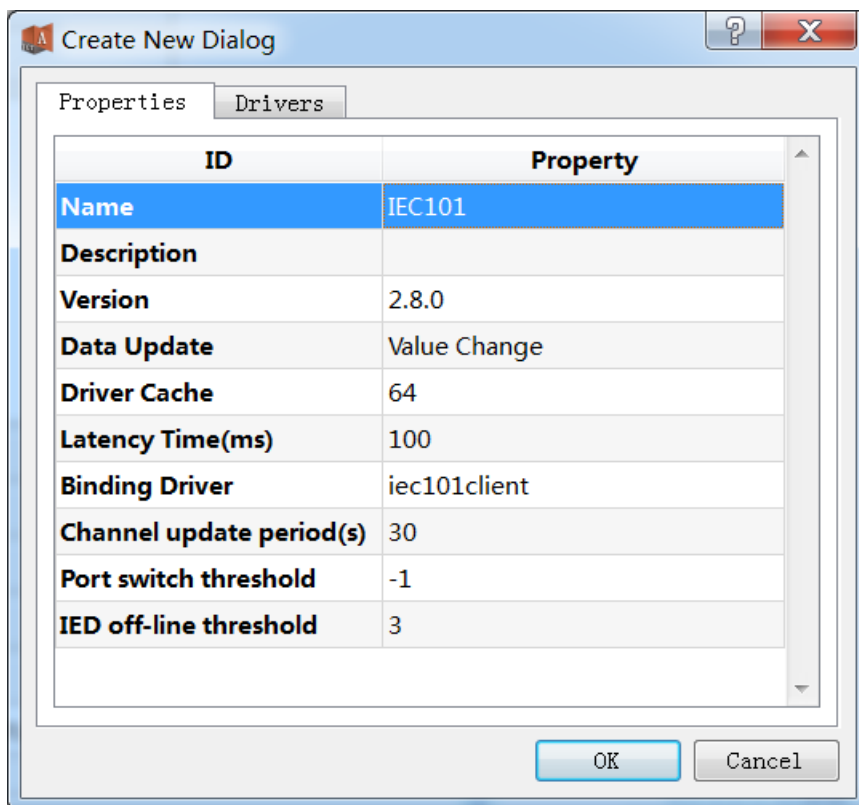 Create New Dialog
Properties Drivers
ID Property
Name IEC101
Description
Version 2.8.0
Data Update Value Change
Driver Cache 64
Latency Time(ms) 100
Binding Driver iec101client
Channel update period(s) 30
Port switch threshold -1
IED off-line threshold 3
OK Cancel